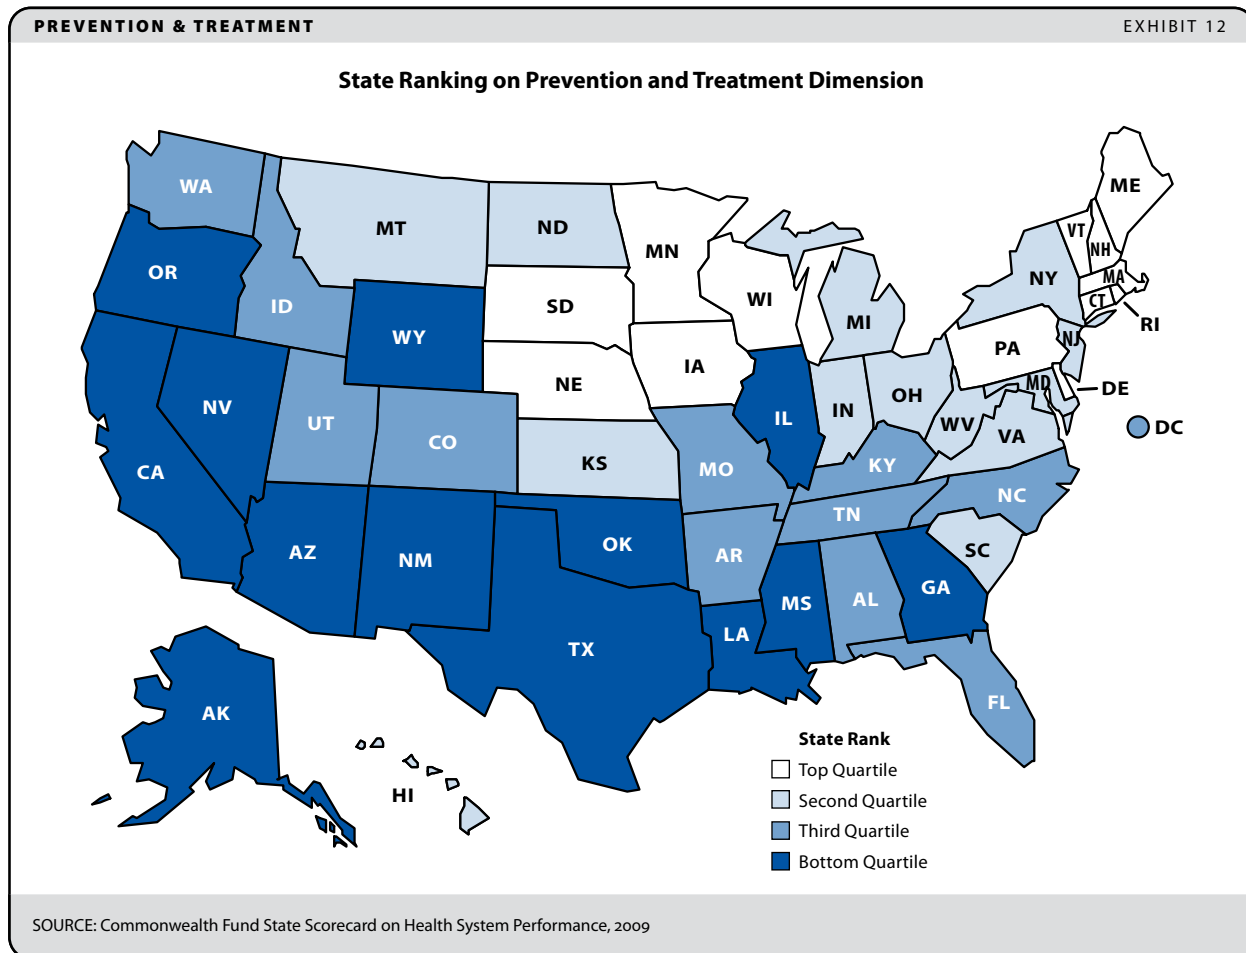 PREVENTION & TREATMENT
EXHIBIT 12
State Ranking on Prevention and Treatment Dimension
WA
MT
ND
MN
ME
VT
NH
OR
ID
SD
WI
NY
MA
CT
RI
WY
MI
NJ
PA
NE
IA
NV
UT
CO
IL
IN
OH
MD
DE
DC
WV
VA
KS
MO
KY
CA
NC
TN
AZ
NM
OK
AR
SC
MS
AL
GA
LA
TX
FL
AK
HI
State Rank
Top Quartile
Second Quartile
Third Quartile
Bottom Quartile
SOURCE: Commonwealth Fund State Scorecard on Health System Performance, 2009